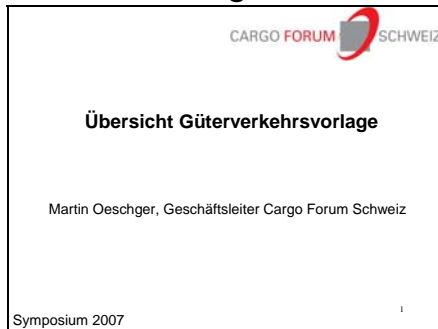 CARGO FORUM SCHWEIZ
Übersicht Güterverkehrsvorlage
Martin Oeschger, Geschäftsleiter Cargo Forum Schweiz
1
Symposium 2007